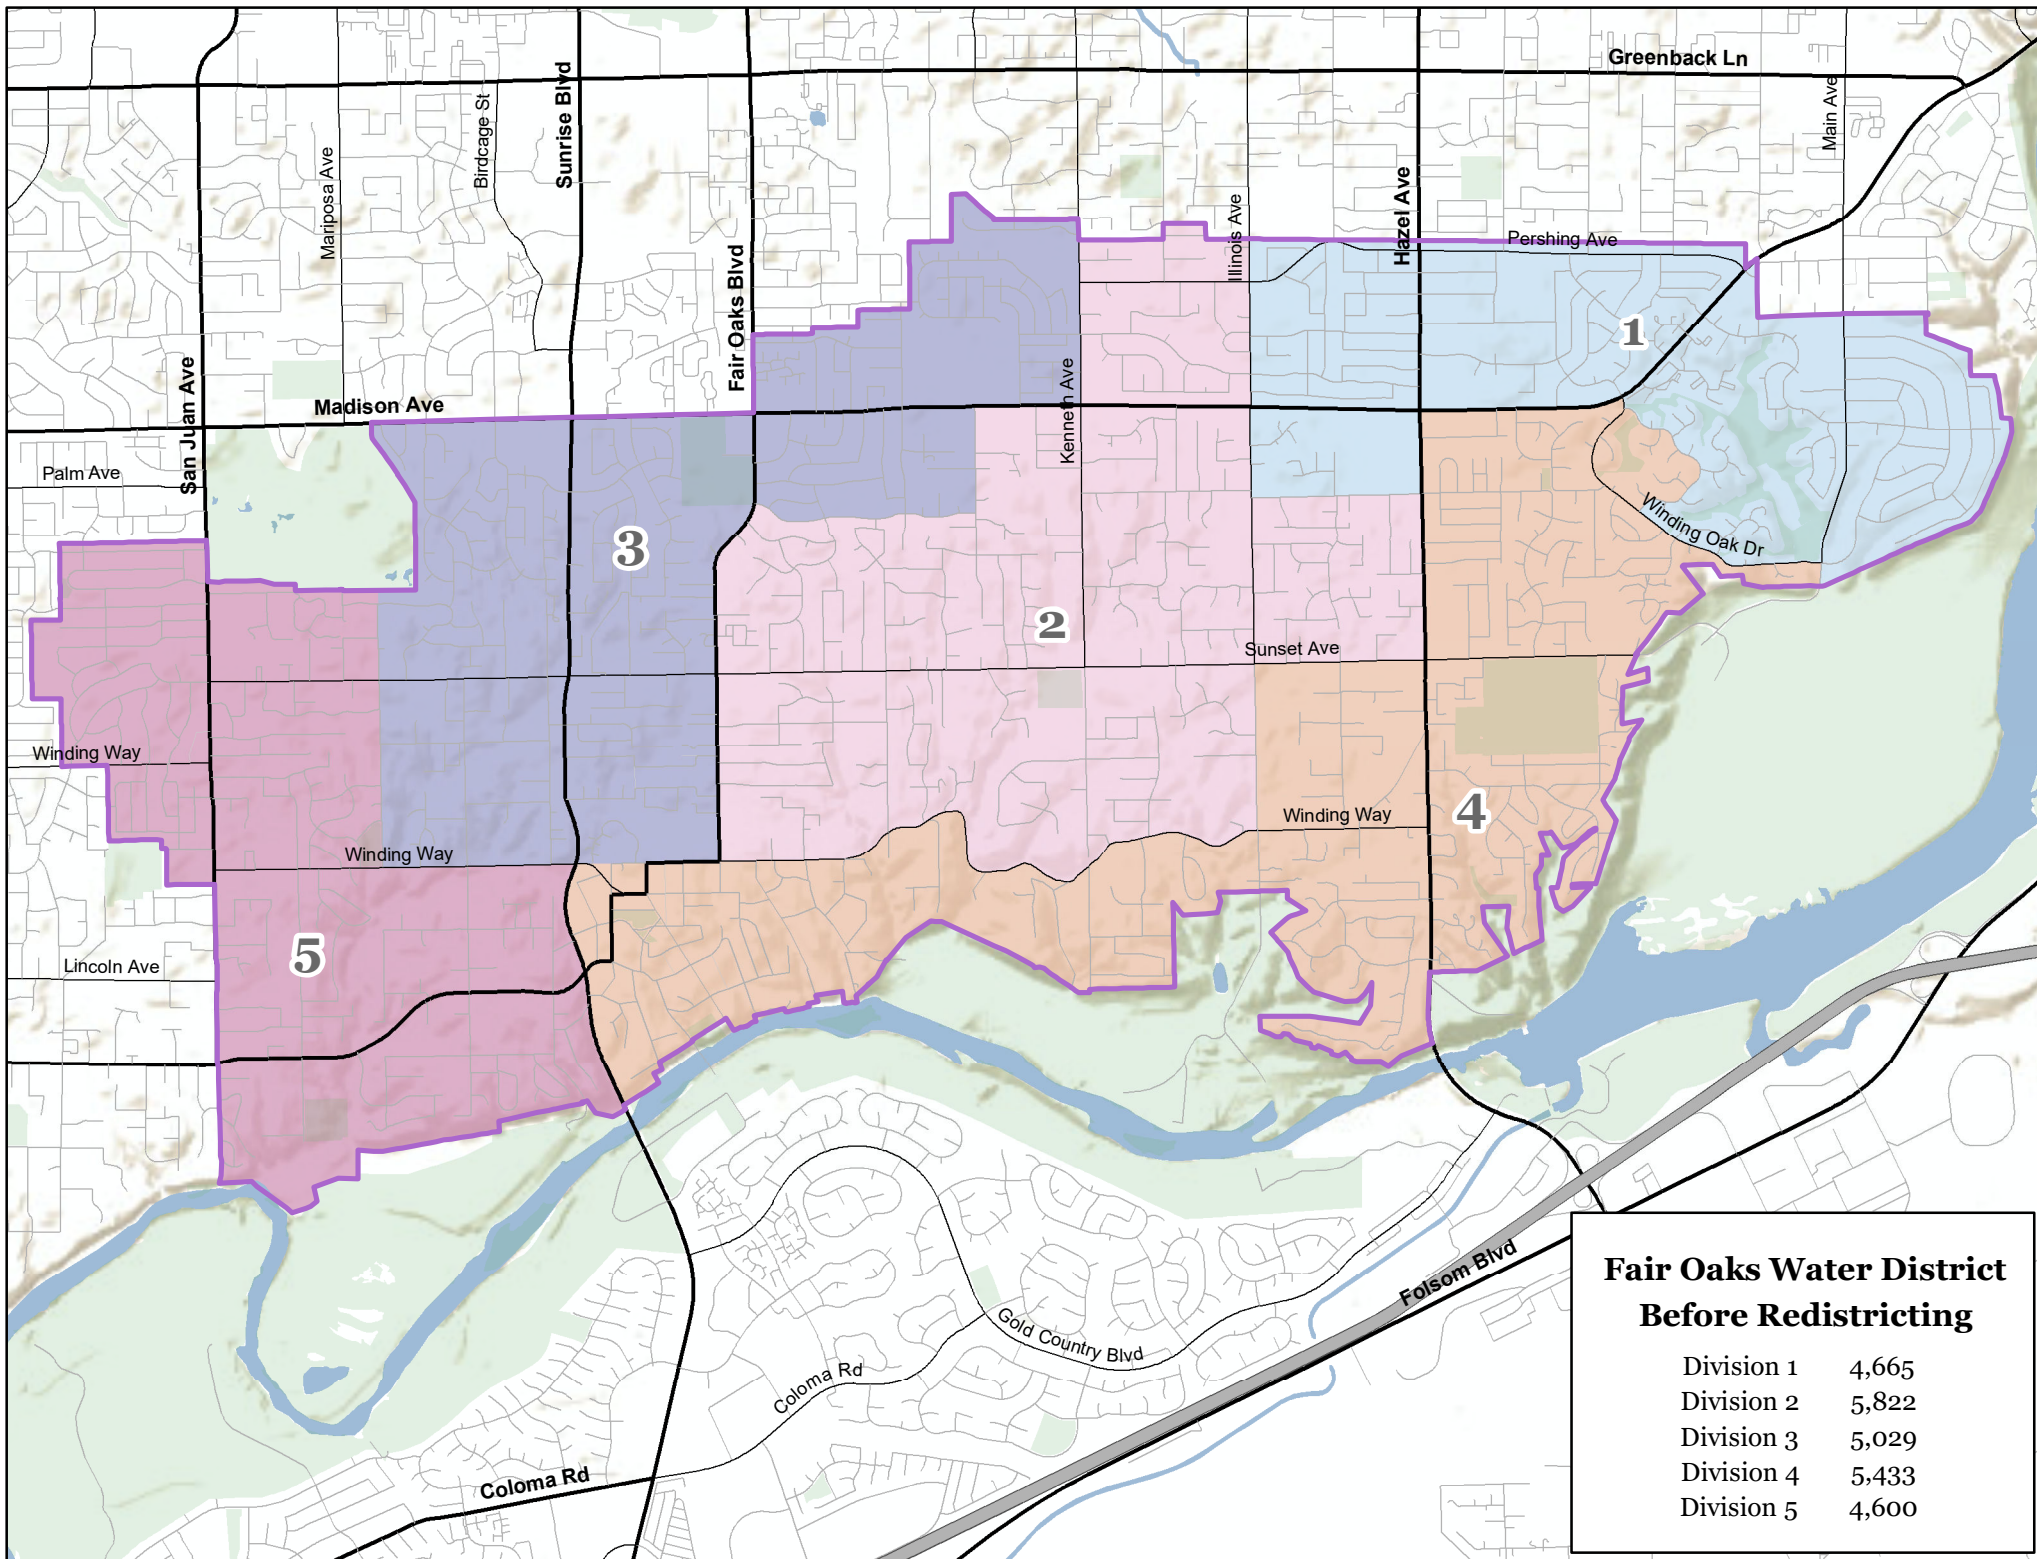 Greenback Ln
Main Ave
Sunrise Blvd
Birdcage St
Mariposa Ave
Fair Oaks Blvd
Illinois Ave
Hazel Ave
Pershing Ave
1
San Juan Ave
Madison Ave
Kenneth Ave
Palm Ave
Winding Oak Dr
3
2
Sunset Ave
Winding Way
Winding Way
4
Winding Way
5
Lincoln Ave
Folsom Blvd
Gold Country Blvd
Coloma Rd
Coloma Rd
Fair Oaks Water District
Before Redistricting
Division 1 4,665
Division 2 5,822
Division 3 5,029
Division 4 5,433
Division 5 4,600